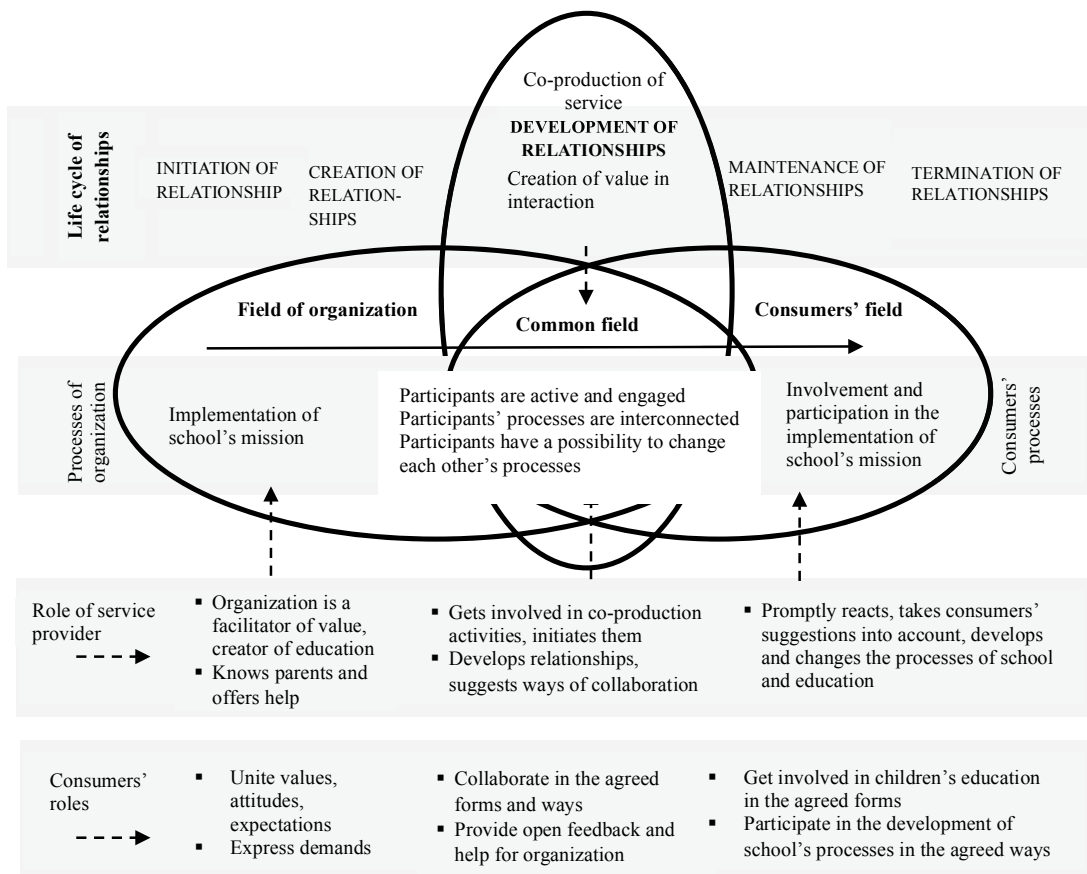 Co-production of
service
DEVELOPMENT OF
RELATIONSHIPS
Creation of value in
interaction
Life cycle of
relationships
INITIATION OF
RELATIONSHIP
CREATION OF
RELATION-
SHIPS
MAINTENANCE OF
RELATIONSHIPS
TERMINATION OF
RELATIONSHIPS
Field of organization
Common field
Consumers’ field
Processes of
organization
Implementation of
school’s mission
Participants are active and engaged
Participants’ processes are interconnected
Participants have a possibility to change
each other’s processes
Involvement and
participation in the
implementation of
school’s mission
Consumers’
processes
Role of service
provider
▪ Organization is a
facilitator of value,
creator of education
▪ Knows parents and
offers help
▪ Gets involved in co-production
activities, initiates them
▪ Develops relationships,
suggests ways of collaboration
▪ Promptly reacts, takes consumers’
suggestions into account, develops
and changes the processes of school
and education
Consumers’
roles
▪ Unite values,
attitudes,
expectations
▪ Express demands
▪ Collaborate in the agreed
forms and ways
▪ Provide open feedback and
help for organization
▪ Get involved in children’s education
in the agreed forms
▪ Participate in the development of
school’s processes in the agreed ways